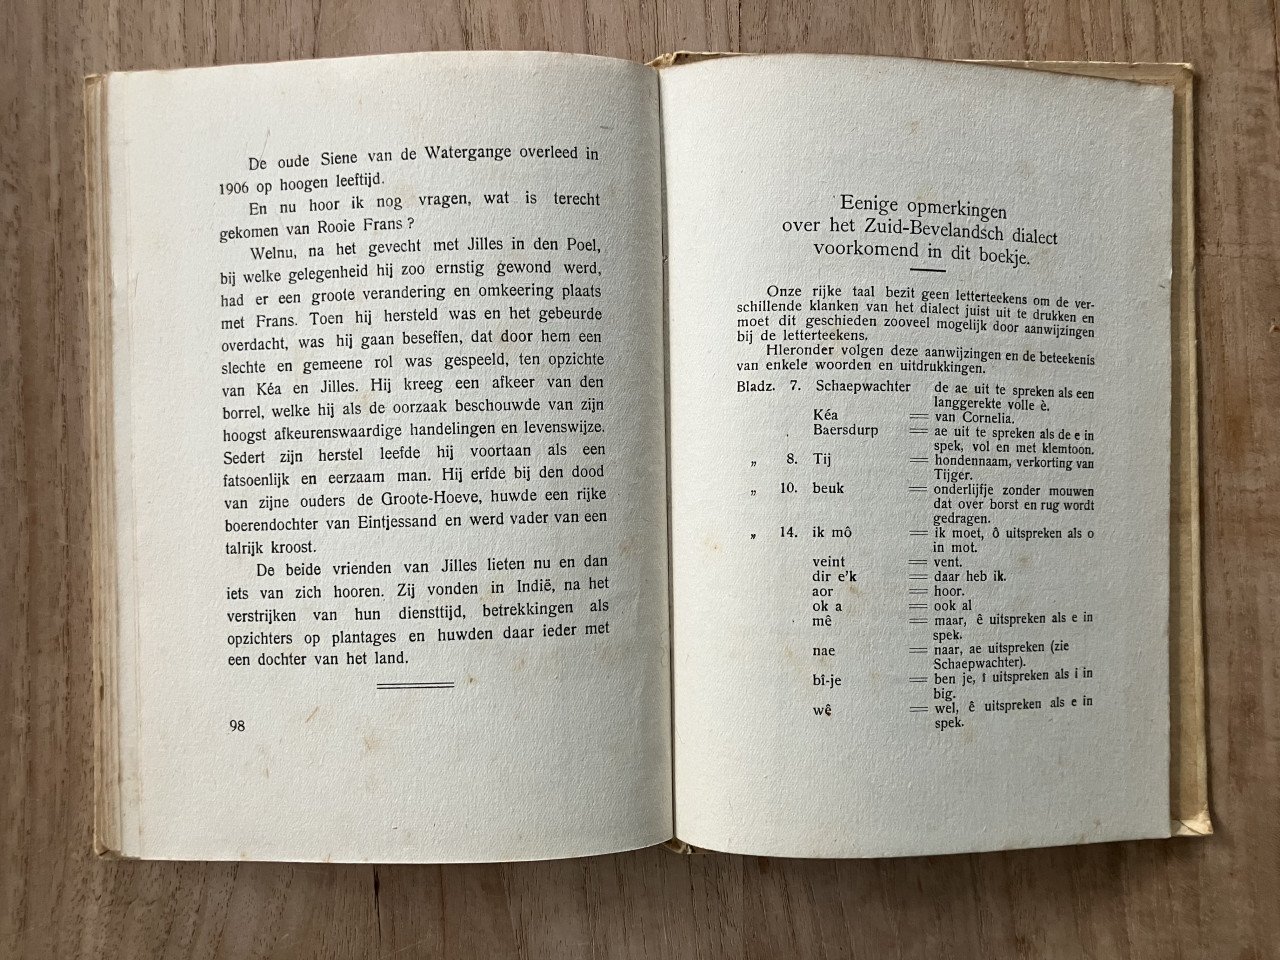 De oude Siene van de Watergange overleed in
1906 op hoogen leeftijd.
En nu hoor ik nog vragen, wat is terecht
gekomen van Rooie Frans ?
Welnu, na het gevecht met Jilles in den Poel,
bij welke gelegenheid hij zoo ernstig gewond werd,
had er een groote verandering en omkeering plaats
met Frans. Toen hij hersteld was en het gebeurde
overdacht, was hij gaan beseffen, dat door hem een
slechte en gemeene rol was gespeeld, ten opzichte
van Kéa en Jilles. Hij kreeg een afkeer van den
borrel, welke hij als de oorzaak beschouwde van zijn
hoogst afkeurenswaardige handelingen en levenswijze.
Sedert zijn herstel leefde hij voortaan als een
fatsoenlijk en eerzaam man. Hij erfde bij den dood
van zijne ouders de Groote-Hoeve, huwde een rijke
boerendochter van Eintjessand en werd vader van een
talrijk kroost.
De beide vrienden van Jilles lieten nu en dan
iets van zich hooren. Zij vonden in Indië, na het
verstrijken van hun diensttijd, betrekkingen als
opzichters op plantages en huwden daar ieder met
een dochter van het land.
98
Eenige opmerkingen
over het Zuid-Bevelandsch dialect
voorkomend in dit boekje.
Onze rijke taal bezit geen letterteekens om de ver-
schillende klanken van het dialect juist uit te drukken en
moet dit geschieden zooveel mogelijk door aanwijzingen
bij de letterteekens.
Hieronder volgen deze aanwijzingen en de beteekenis
van enkele woorden en uitdrukkingen.
Bladz. 7. Schaepwachter de ae uit te spreken als een
langgerekte volle è.
Kéa = van Cornelia.
Baersdurp = ae uit te spreken als de e in
spek, vol en met klemtoon.
„ 8. Tij = hondennaam, verkorting van
Tijger.
„ 10. beuk = onderlijfje zonder mouwen
dat over borst en rug wordt
gedragen.
„ 14. ik mô = ik moet, ô uitspreken als o
in mot.
veint = vent.
dir e'k = daar heb ik.
aor = hoor.
ok a = ook al
mê = maar, ê uitspreken als e in
spek.
nae = naar, ae uitspreken (zie
Schaepwachter).
bî-je = ben je, î uitspreken als i in
big.
wê = wel, ê uitspreken als e in
spek.